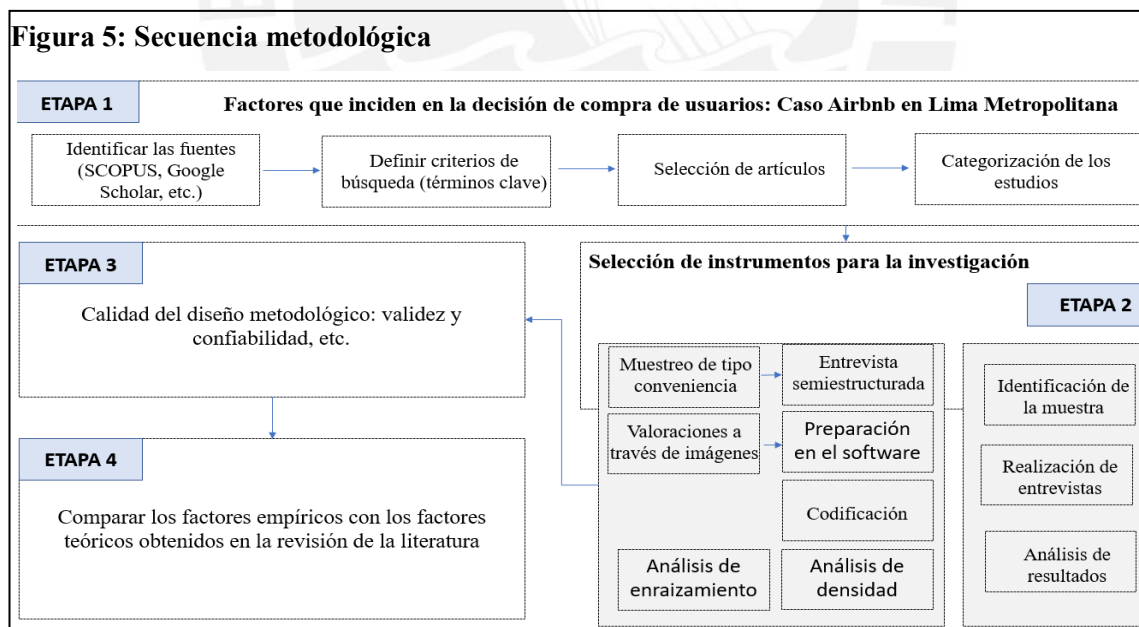 Figura 5: Secuencia metodológica
ETAPA 1
Factores que inciden en la decisión de compra de usuarios: Caso Airbnb en Lima Metropolitana
Identificar las fuentes
(SCOPUS, Google
Scholar, etc.)
Definir criterios de
búsqueda (términos clave)
Selección de artículos
Categorización de los
estudios
ETAPA 3
Calidad del diseño metodológico: validez y
confiabilidad, etc.
ETAPA 4
Comparar los factores empíricos con los factores
teóricos obtenidos en la revisión de la literatura
Selección de instrumentos para la investigación
ETAPA 2
Muestreo de tipo
conveniencia
Entrevista
semiestructurada
Valoraciones a
través de imágenes
Preparación
en el software
Codificación
Análisis de
enraizamiento
Análisis de
densidad
Identificación de
la muestra
Realización de
entrevistas
Análisis de
resultados